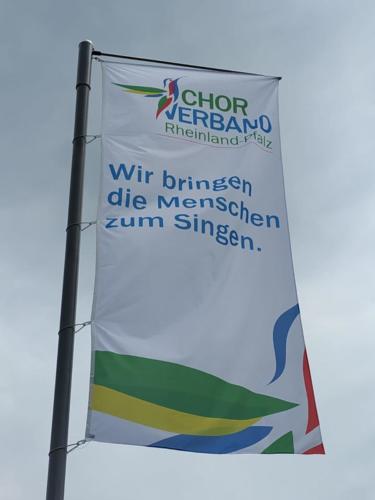 CHOR
VERBAND
Rheinland-Pfalz
Wir bringen
die Menschen
zum Singen.